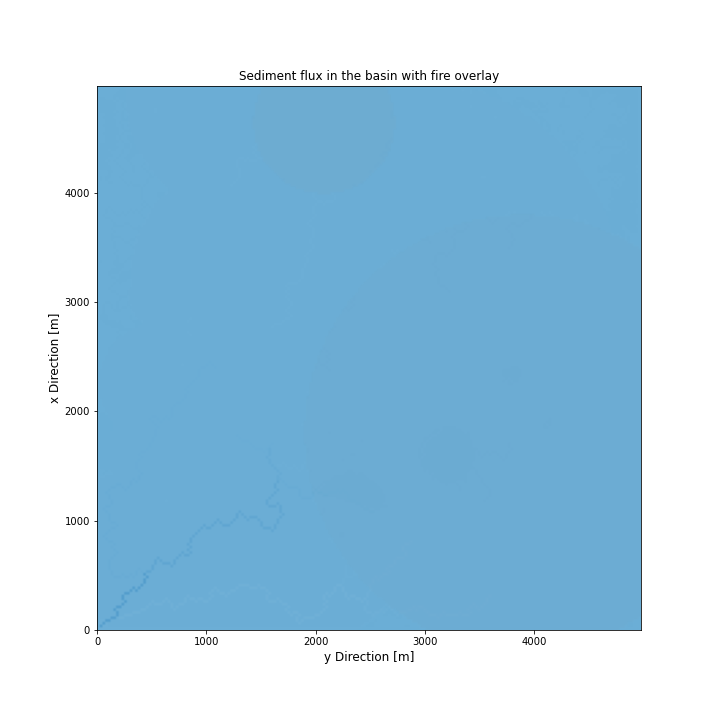 Sediment flux in the basin with fire overlay
4000
3000
2000
1000
0
x Direction [m]
0 1000 2000 3000 4000
y Direction [m]